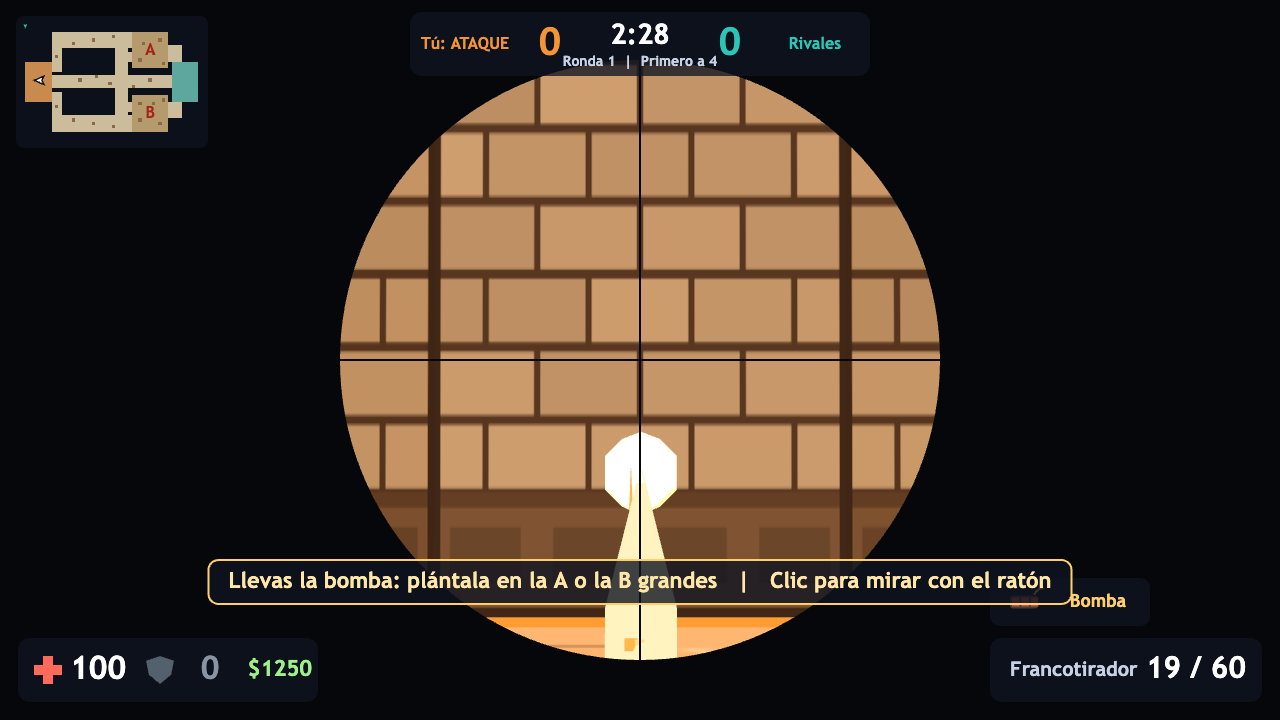 A
B
Tú: ATAQUE
0
2:28
0
Rivales
Ronda 1 | Primero a 4
Llevas la bomba: plántala en la A o la B grandes | Clic para mirar con el ratón
Bomba
100
0
$1250
Francotirador
19 / 60